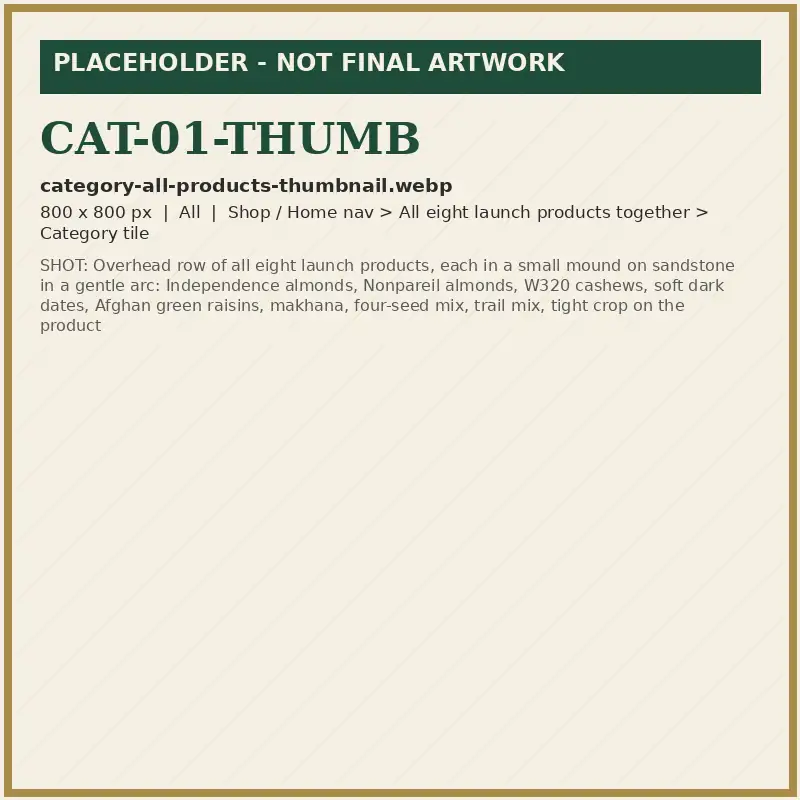 PLACEHOLDER - NOT FINAL ARTWORK
CAT-01-THUMB
category-all-products-thumbnail.webp
800 x 800 px | All | Shop / Home nav > All eight launch products together >
Category tile
SHOT: Overhead row of all eight launch products, each in a small mound on sandstone
in a gentle arc: Independence almonds, Nonpareil almonds, W320 cashews, soft dark
dates, Afghan green raisins, makhana, four-seed mix, trail mix, tight crop on the
product